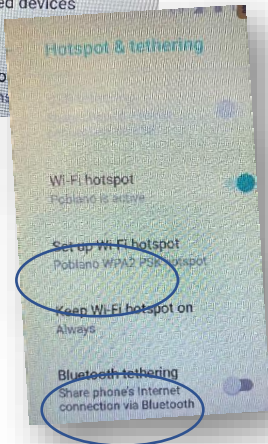 ed devices
Hotspot & tethering
Wi-Fi hotspot
Poblano is active
Set up Wi-Fi hotspot
Poblano WPA2 PSK hotspot
Keep Wi-Fi hotspot on
Always
Bluetooth tethering
Share phone's Internet
connection via Bluetooth